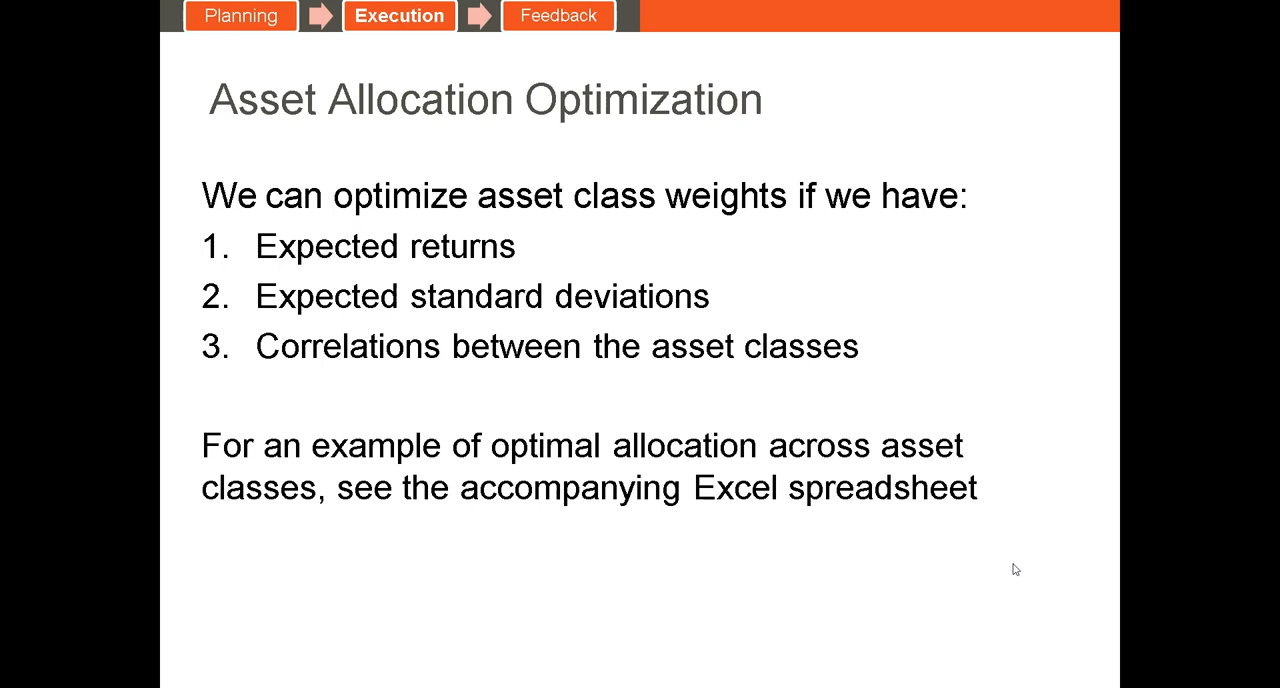 Planning
Execution
Feedback
Asset Allocation Optimization
We can optimize asset class weights if we have:
1. Expected returns
2. Expected standard deviations
3. Correlations between the asset classes
For an example of optimal allocation across asset
classes, see the accompanying Excel spreadsheet